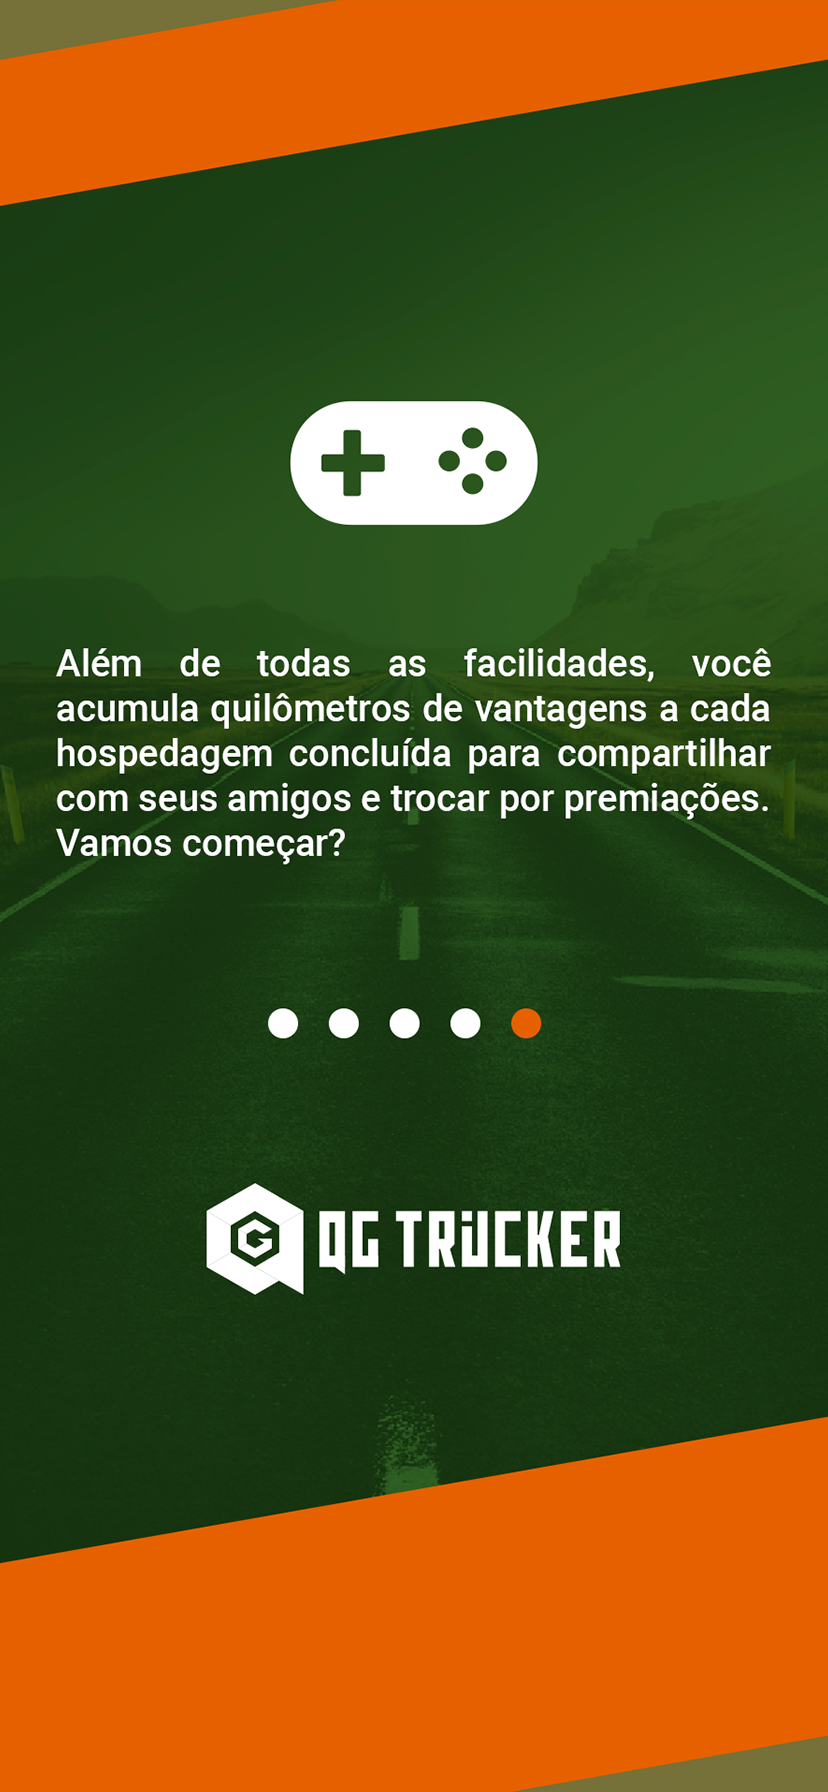 Além de todas as facilidades, você
acumula quilômetros de vantagens a cada
hospedagem concluída para compartilhar
com seus amigos e trocar por premiações.
Vamos começar?
G QG TRUCKER